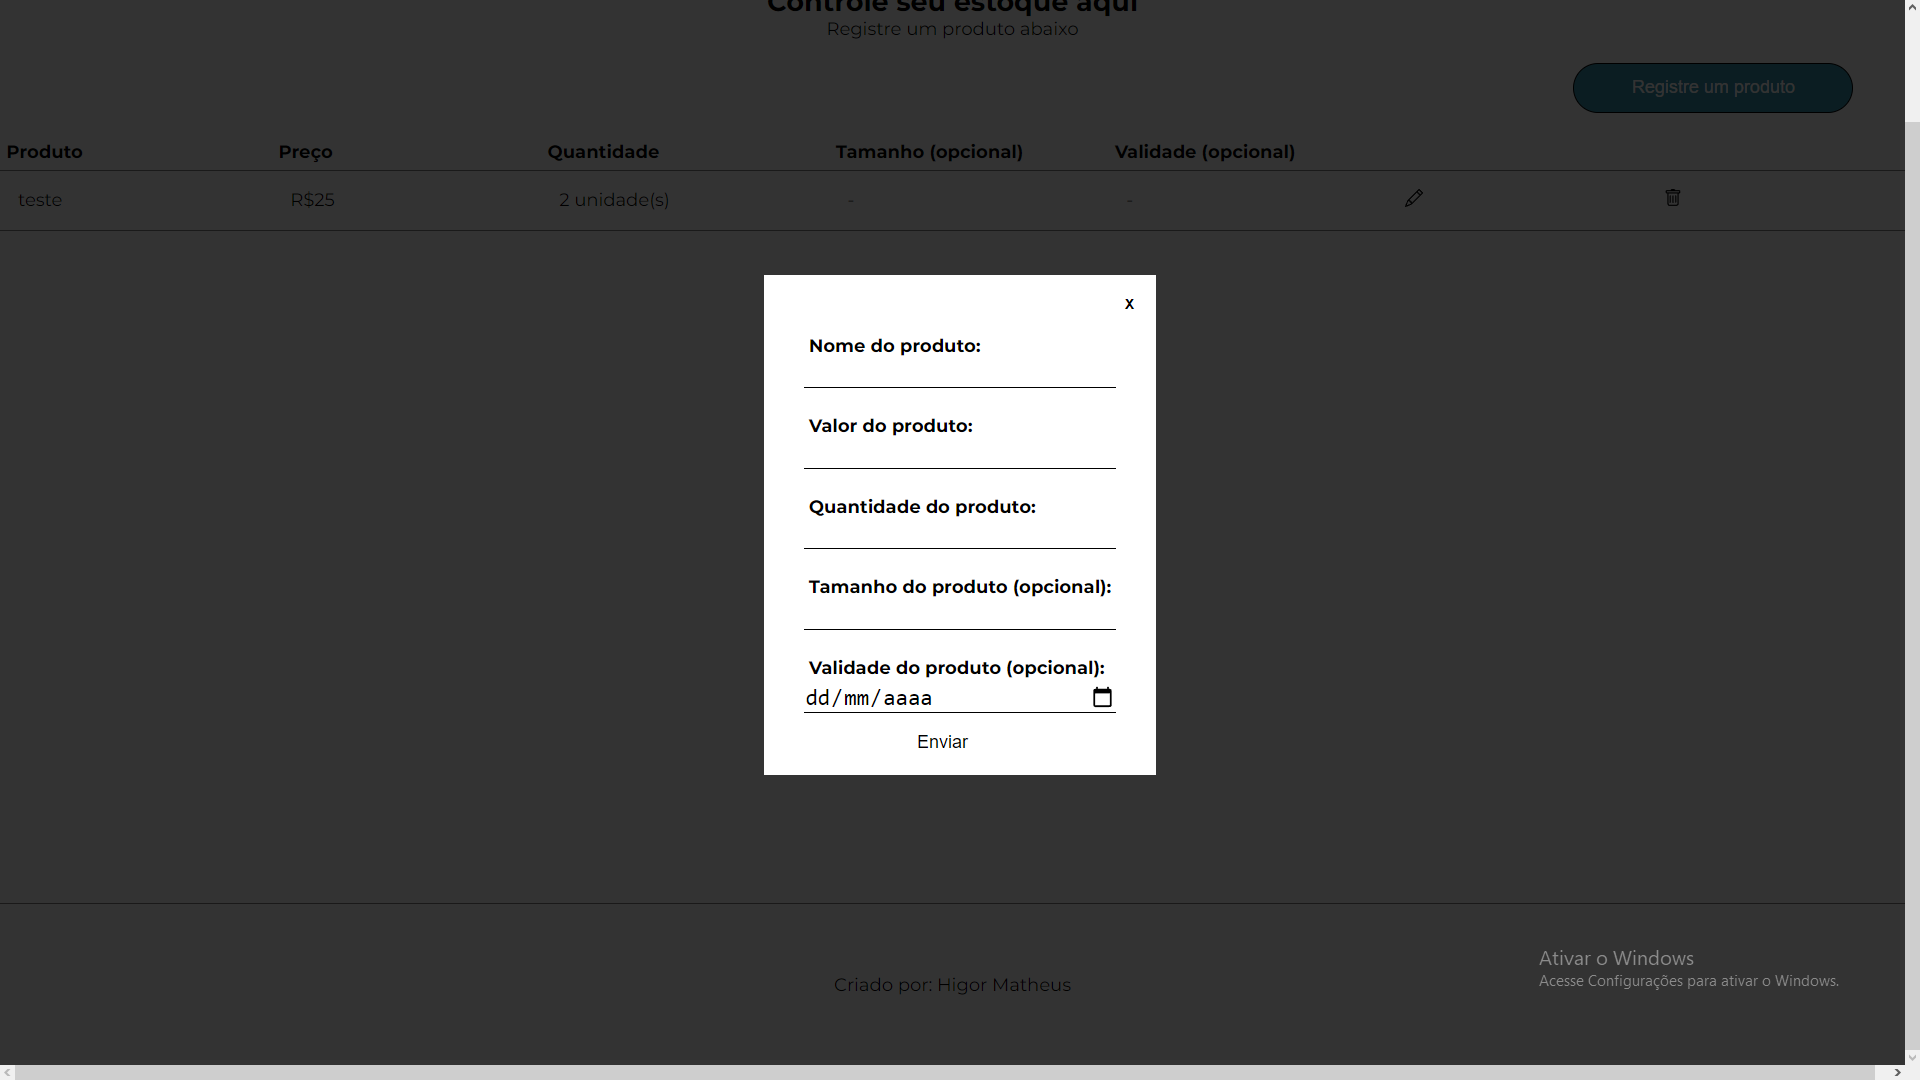 Controle seu estoque aqui
Registre um produto abaixo
Registre um produto
Produto Preço Quantidade Tamanho (opcional) Validade (opcional)
teste R$25 2 unidade(s) - -
x
Nome do produto:
Valor do produto:
Quantidade do produto:
Tamanho do produto (opcional):
Validade do produto (opcional):
dd/mm/aaaa
Enviar
Ativar o Windows
Acesse Configurações para ativar o Windows.
Criado por: Higor Matheus